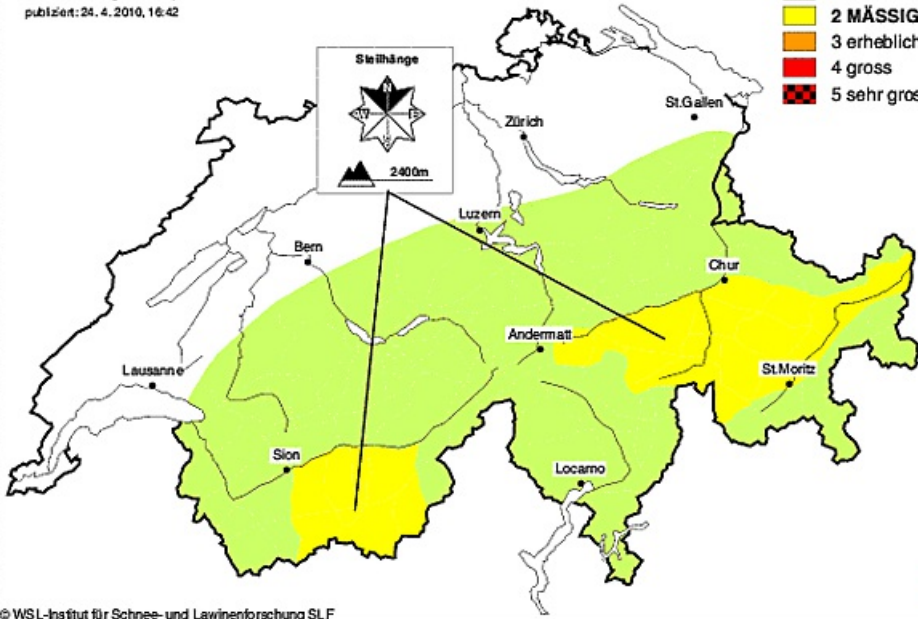 publiziert: 24. 4. 2010, 16:42
2 MÄSSIG
3 erheblich
4 gross
5 sehr gros
Steilhänge
N
W E
S
2400m
St.Gallen
Zürich
Luzern
Bern
Chur
Andermatt
Lausanne
St.Moritz
Sion
Locarno
© WSL-Institut für Schnee- und Lawinenforschung SLF